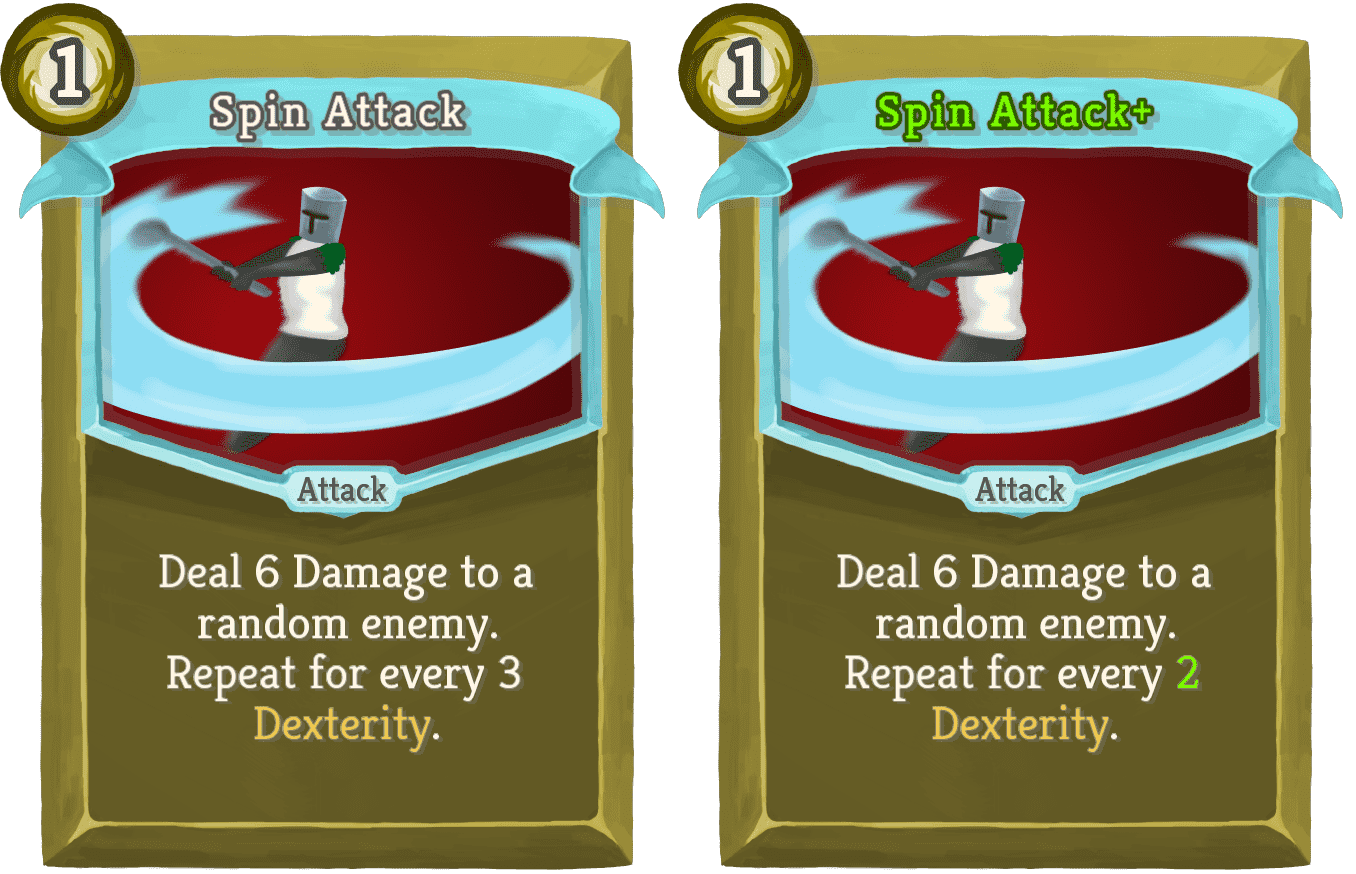 1
Spin Attack
Attack
Deal 6 Damage to a
random enemy.
Repeat for every 3
Dexterity.
1
Spin Attack+
Attack
Deal 6 Damage to a
random enemy.
Repeat for every 2
Dexterity.